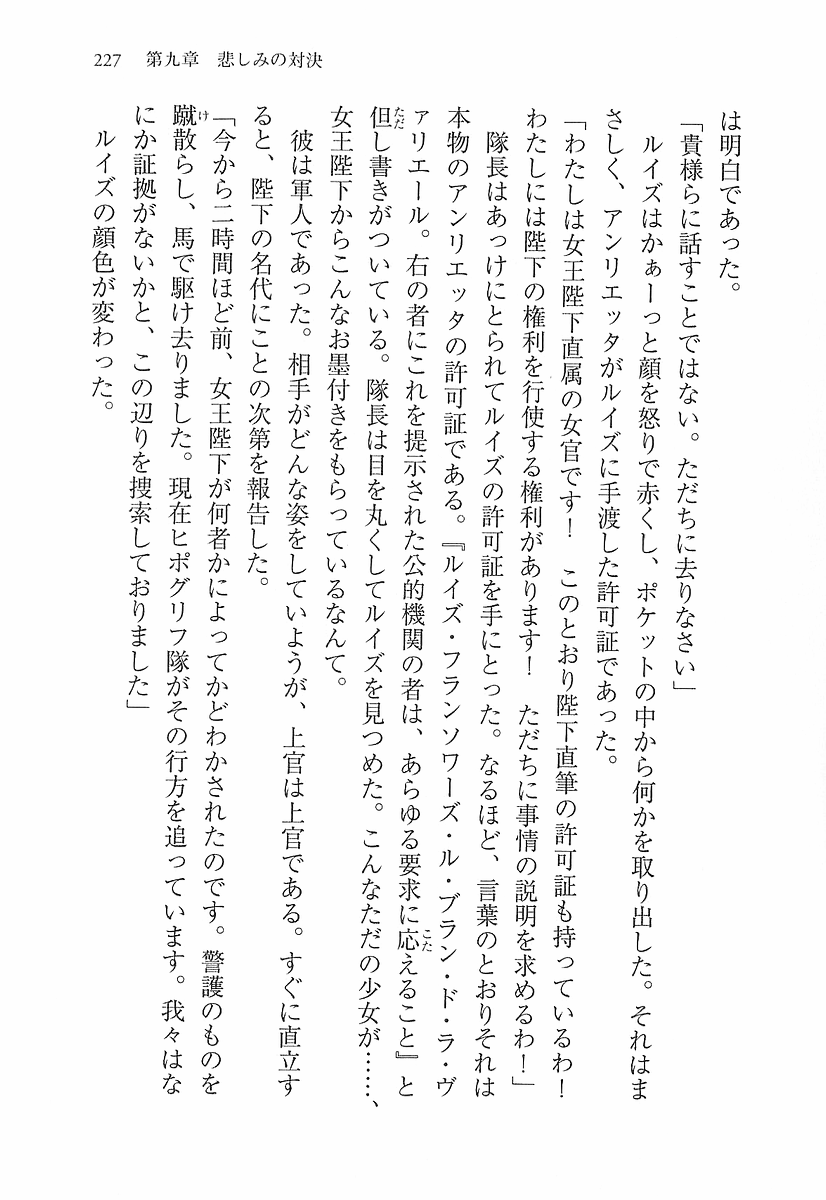 227　第九章　悲しみの対決
は明白であった。
「貴様らに話すことではない。ただちに去りなさい」
　ルイズはかぁーっと顔を怒りで赤くし、ポケットの中から何かを取り出した。それはま
さしく、アンリエッタがルイズに手渡した許可証であった。
「わたしは女王陛下直属の女官です！　このとおり陛下直筆の許可証も持っているわ！
わたしには陛下の権利を行使する権利があります！　ただちに事情の説明を求めるわ！」
　隊長はあっけにとられてルイズの許可証を手にとった。なるほど、言葉のとおりそれは
本物のアンリエッタの許可証である。『ルイズ・フランソワーズ・ル・ブラン・ド・ラ・ヴ
ァリエール。右の者にこれを提示された公的機関の者は、あらゆる要求に応えること』と
但し書きがついている。隊長は目を丸くしてルイズを見つめた。こんなただの少女が……、
女王陛下からこんなお墨付きをもらっているなんて。
　彼は軍人であった。相手がどんな姿をしていようが、上官は上官である。すぐに直立す
ると、陛下の名代にことの次第を報告した。
「今から二時間ほど前、女王陛下が何者かによってかどわかされたのです。警護のものを
蹴散らし、馬で駆け去りました。現在ヒポグリフ隊がその行方を追っています。我々はな
にか証拠がないかと、この辺りを捜索しておりました」
　ルイズの顔色が変わった。